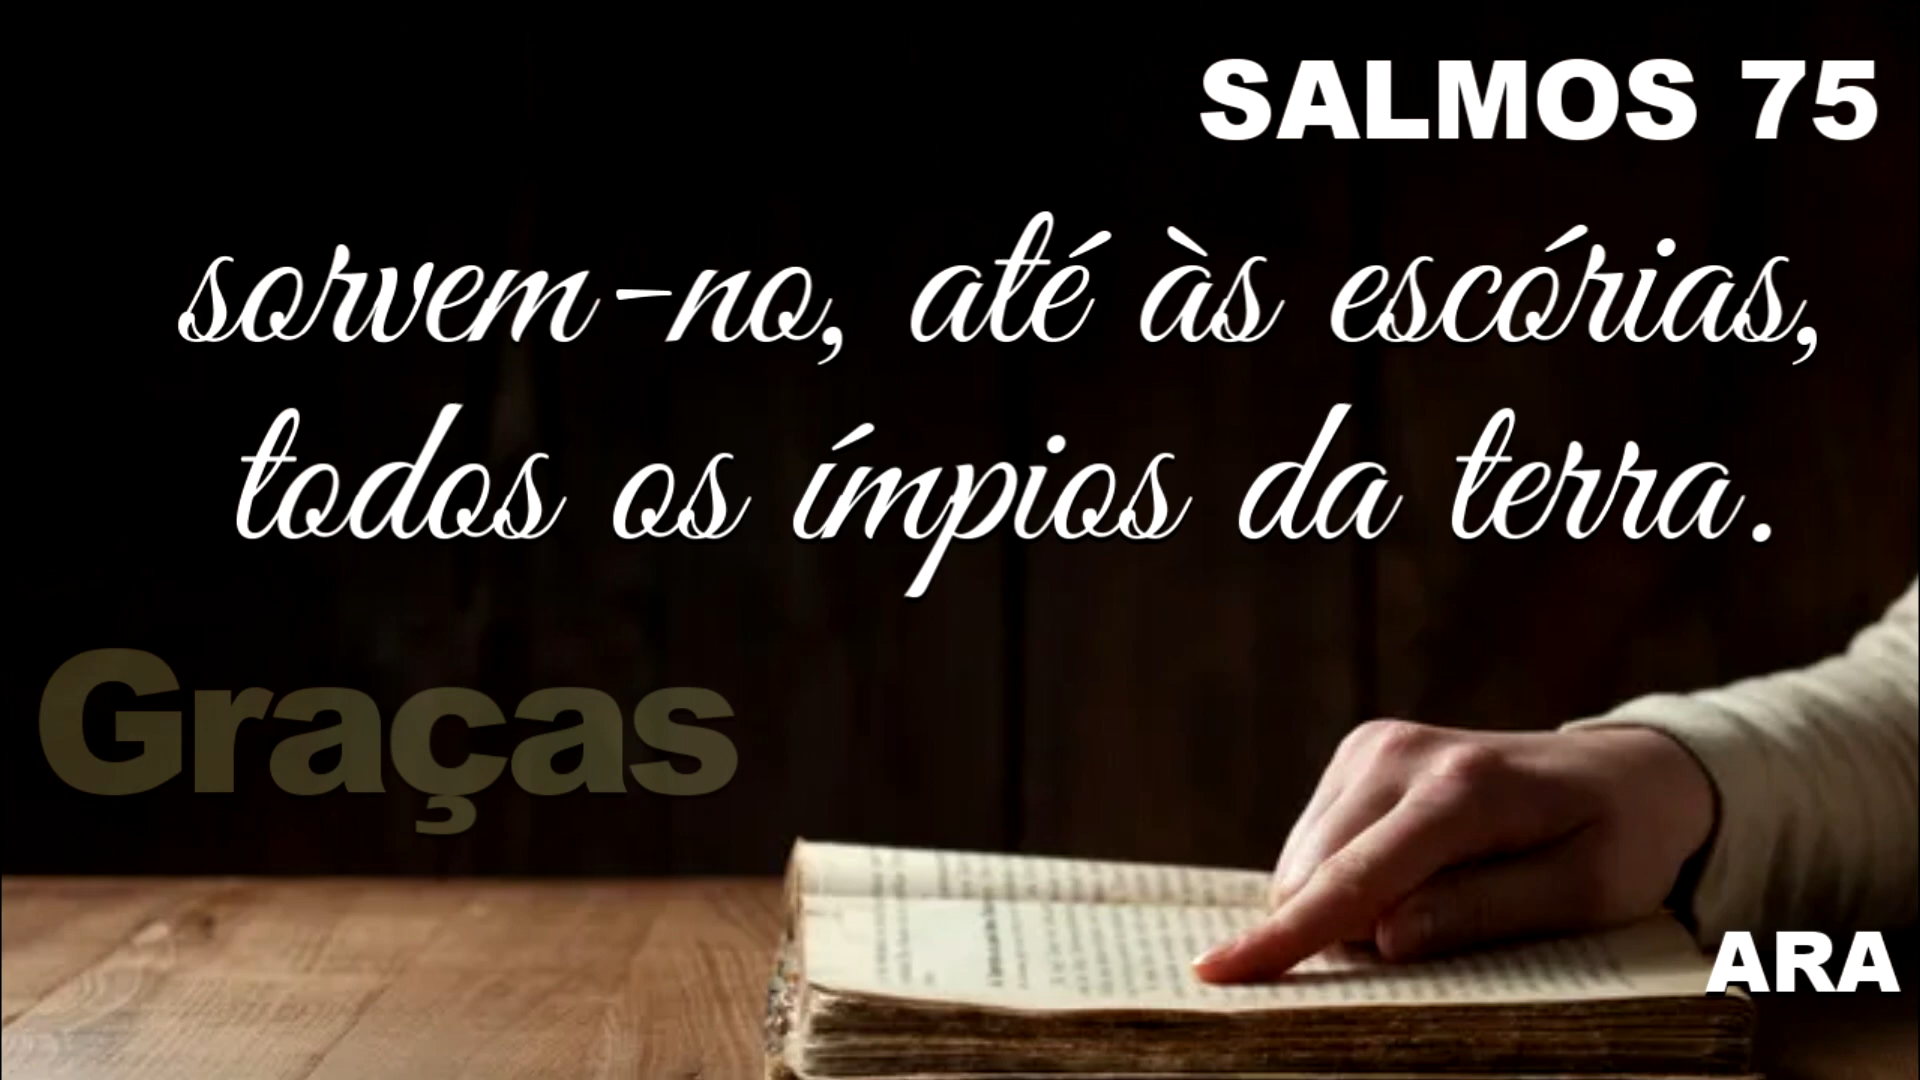 SALMOS 75
sorvem-no, até às escórias,
todos os ímpios da terra.
Graças
ARA